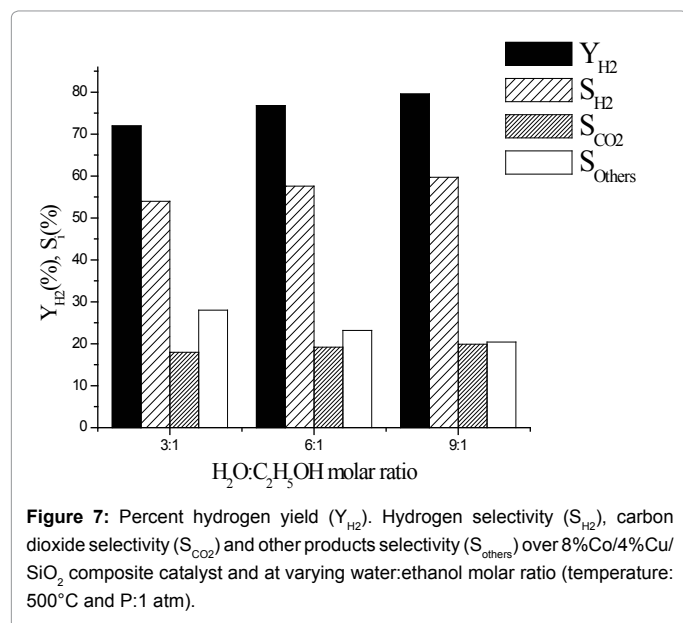 Y_H2
S_H2
S_CO2
S_Others
Y_H2(%), S_i(%)
80
70
60
50
40
30
20
10
0
3:1
6:1
9:1
H_2O:C_2H_5OH molar ratio
Figure 7: Percent hydrogen yield (Y_H2). Hydrogen selectivity (S_H2), carbon
dioxide selectivity (S_CO2) and other products selectivity (S_others) over 8%Co/4%Cu/
SiO_2 composite catalyst and at varying water:ethanol molar ratio (temperature:
500°C and P:1 atm).